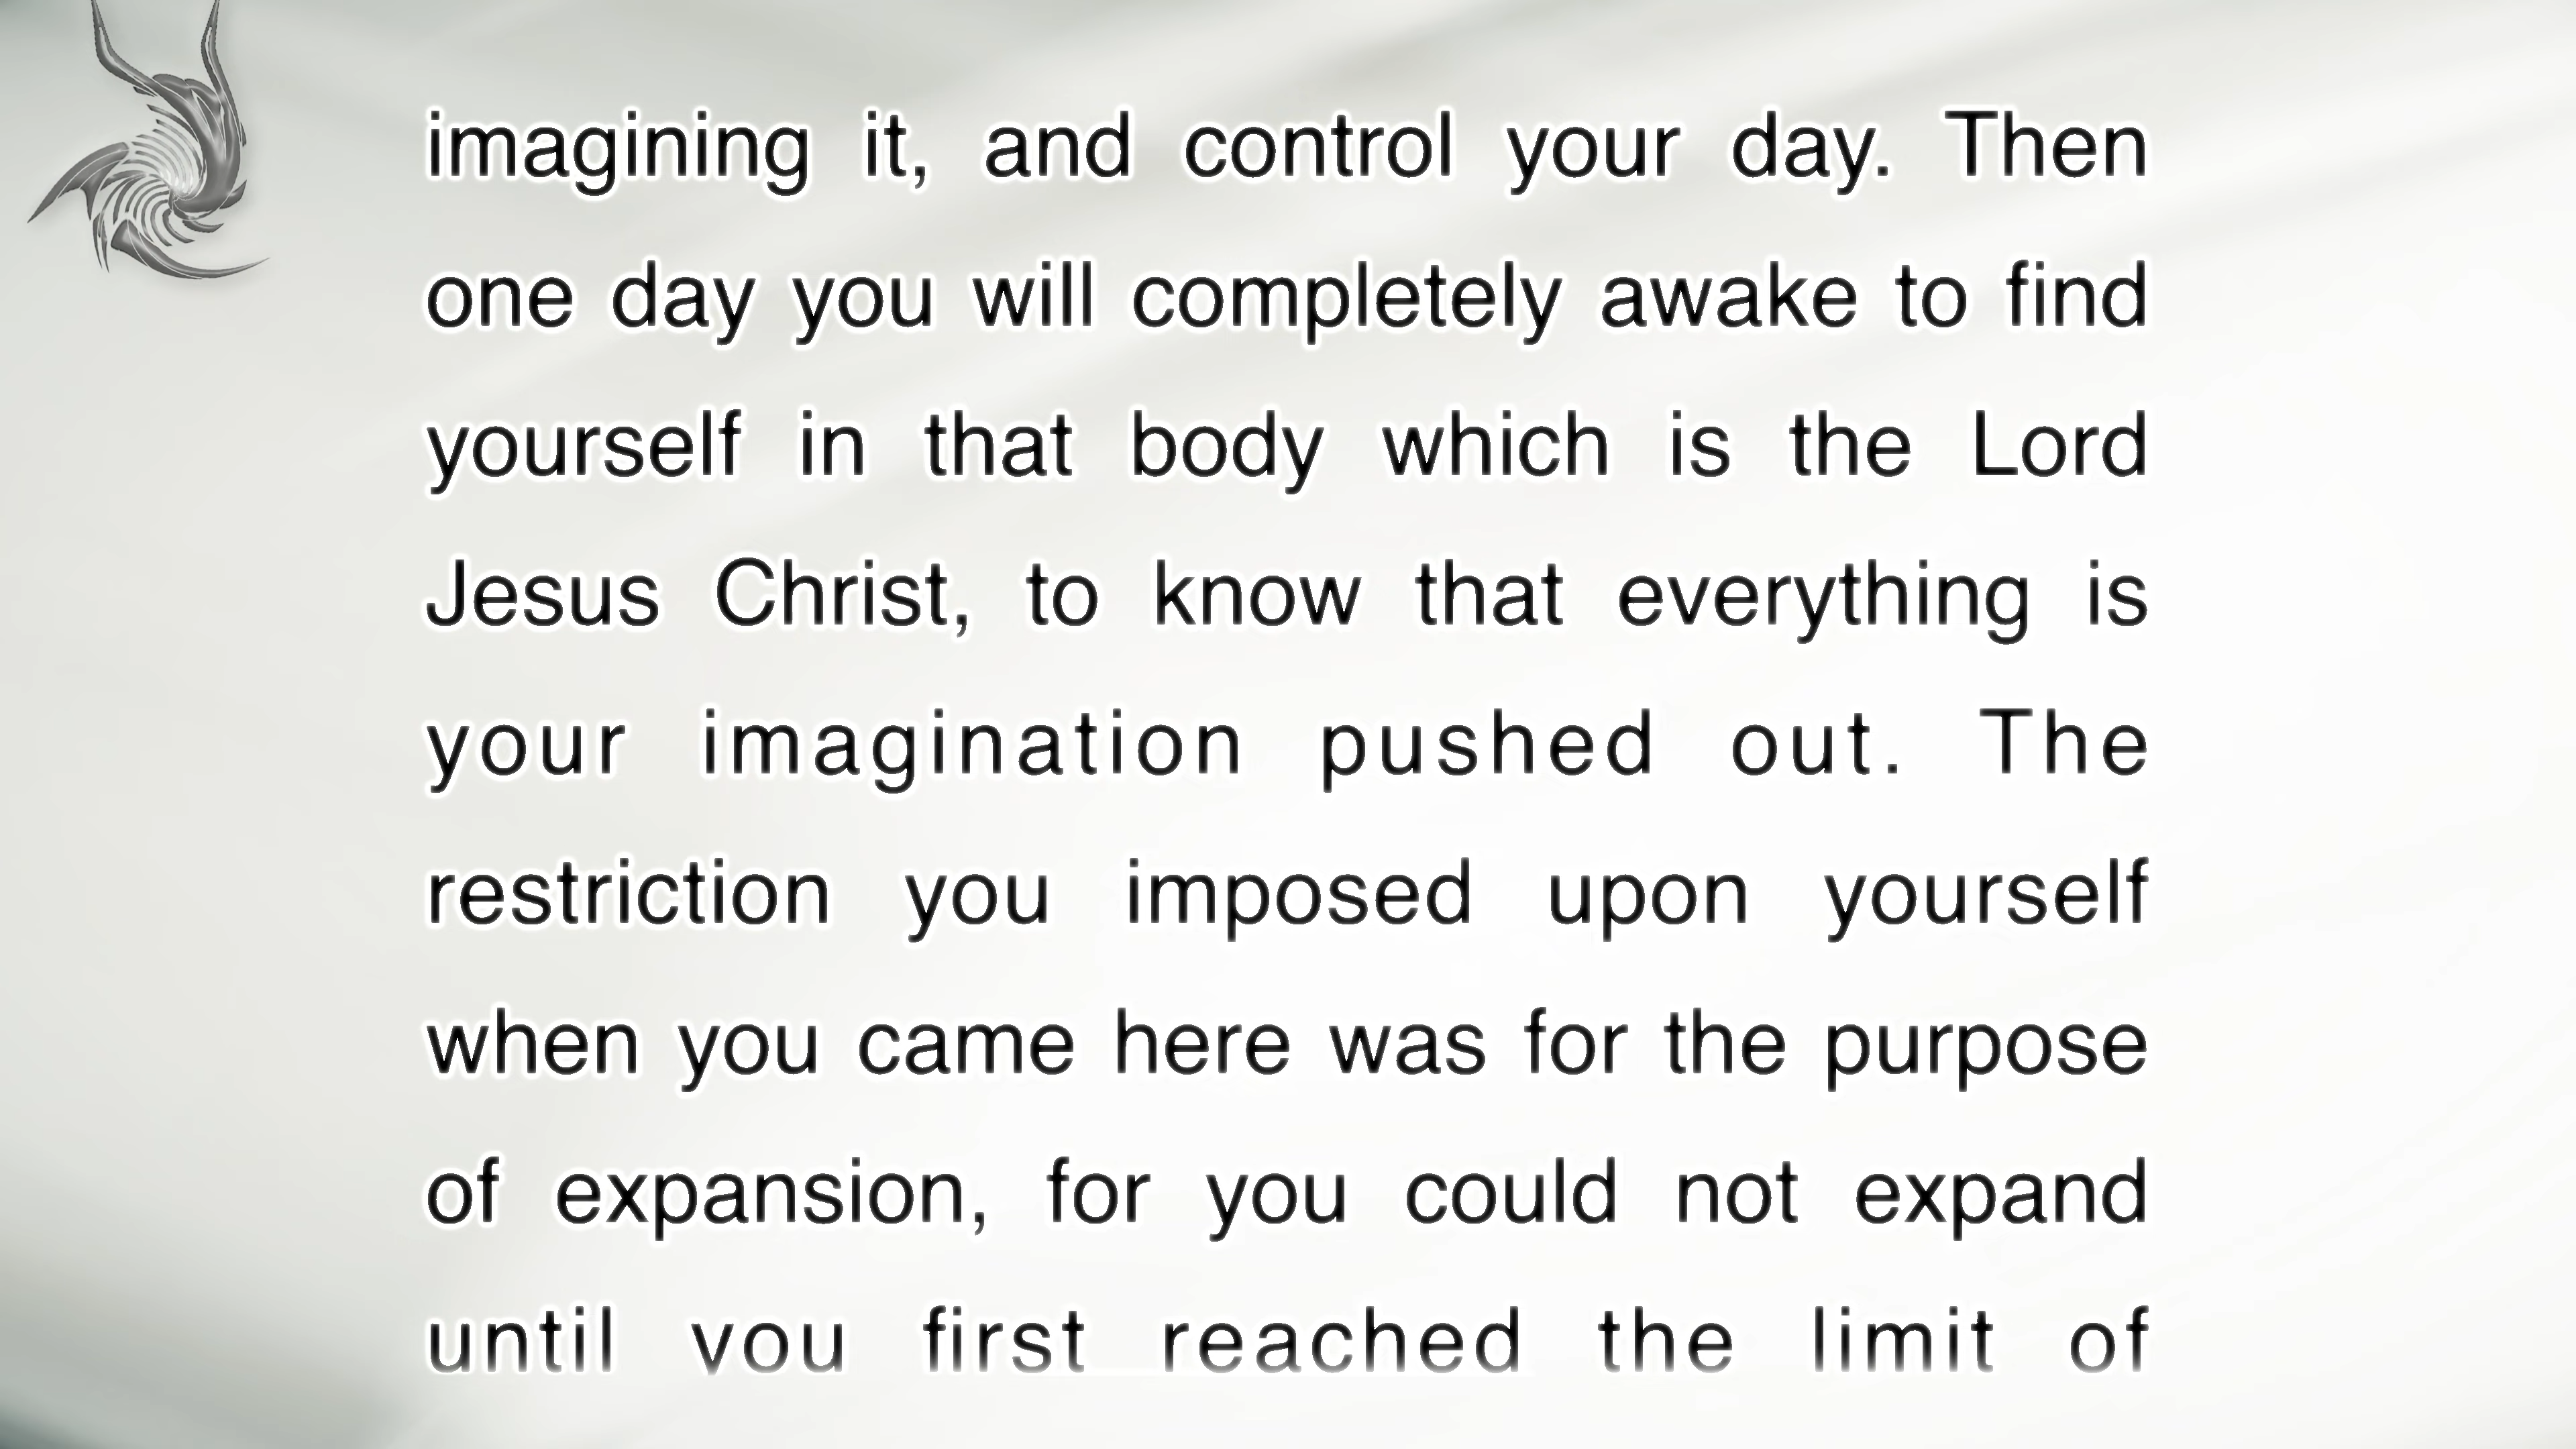 imagining it, and control your day. Then
one day you will completely awake to find
yourself in that body which is the Lord
Jesus Christ, to know that everything is
your imagination pushed out. The
restriction you imposed upon yourself
when you came here was for the purpose
of expansion, for you could not expand
until you first reached the limit of